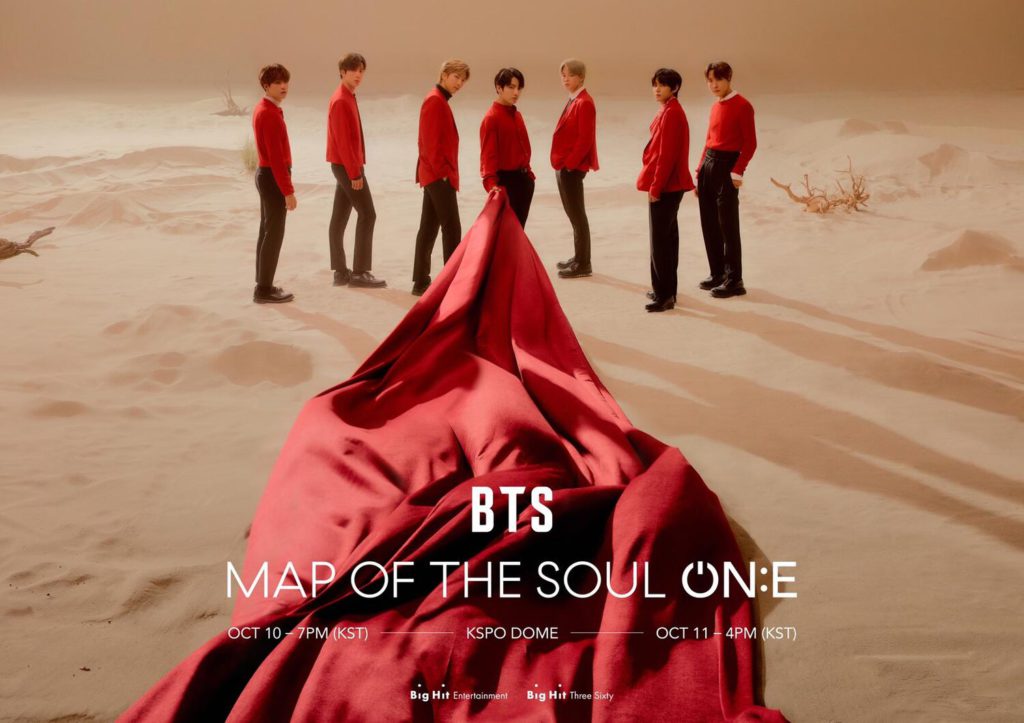 BTS
MAP OF THE SOUL ON:E
OCT 10 – 7PM (KST) KSPO DOME OCT 11 – 4PM (KST)
Big Hit Entertainment Big Hit Three Sixty